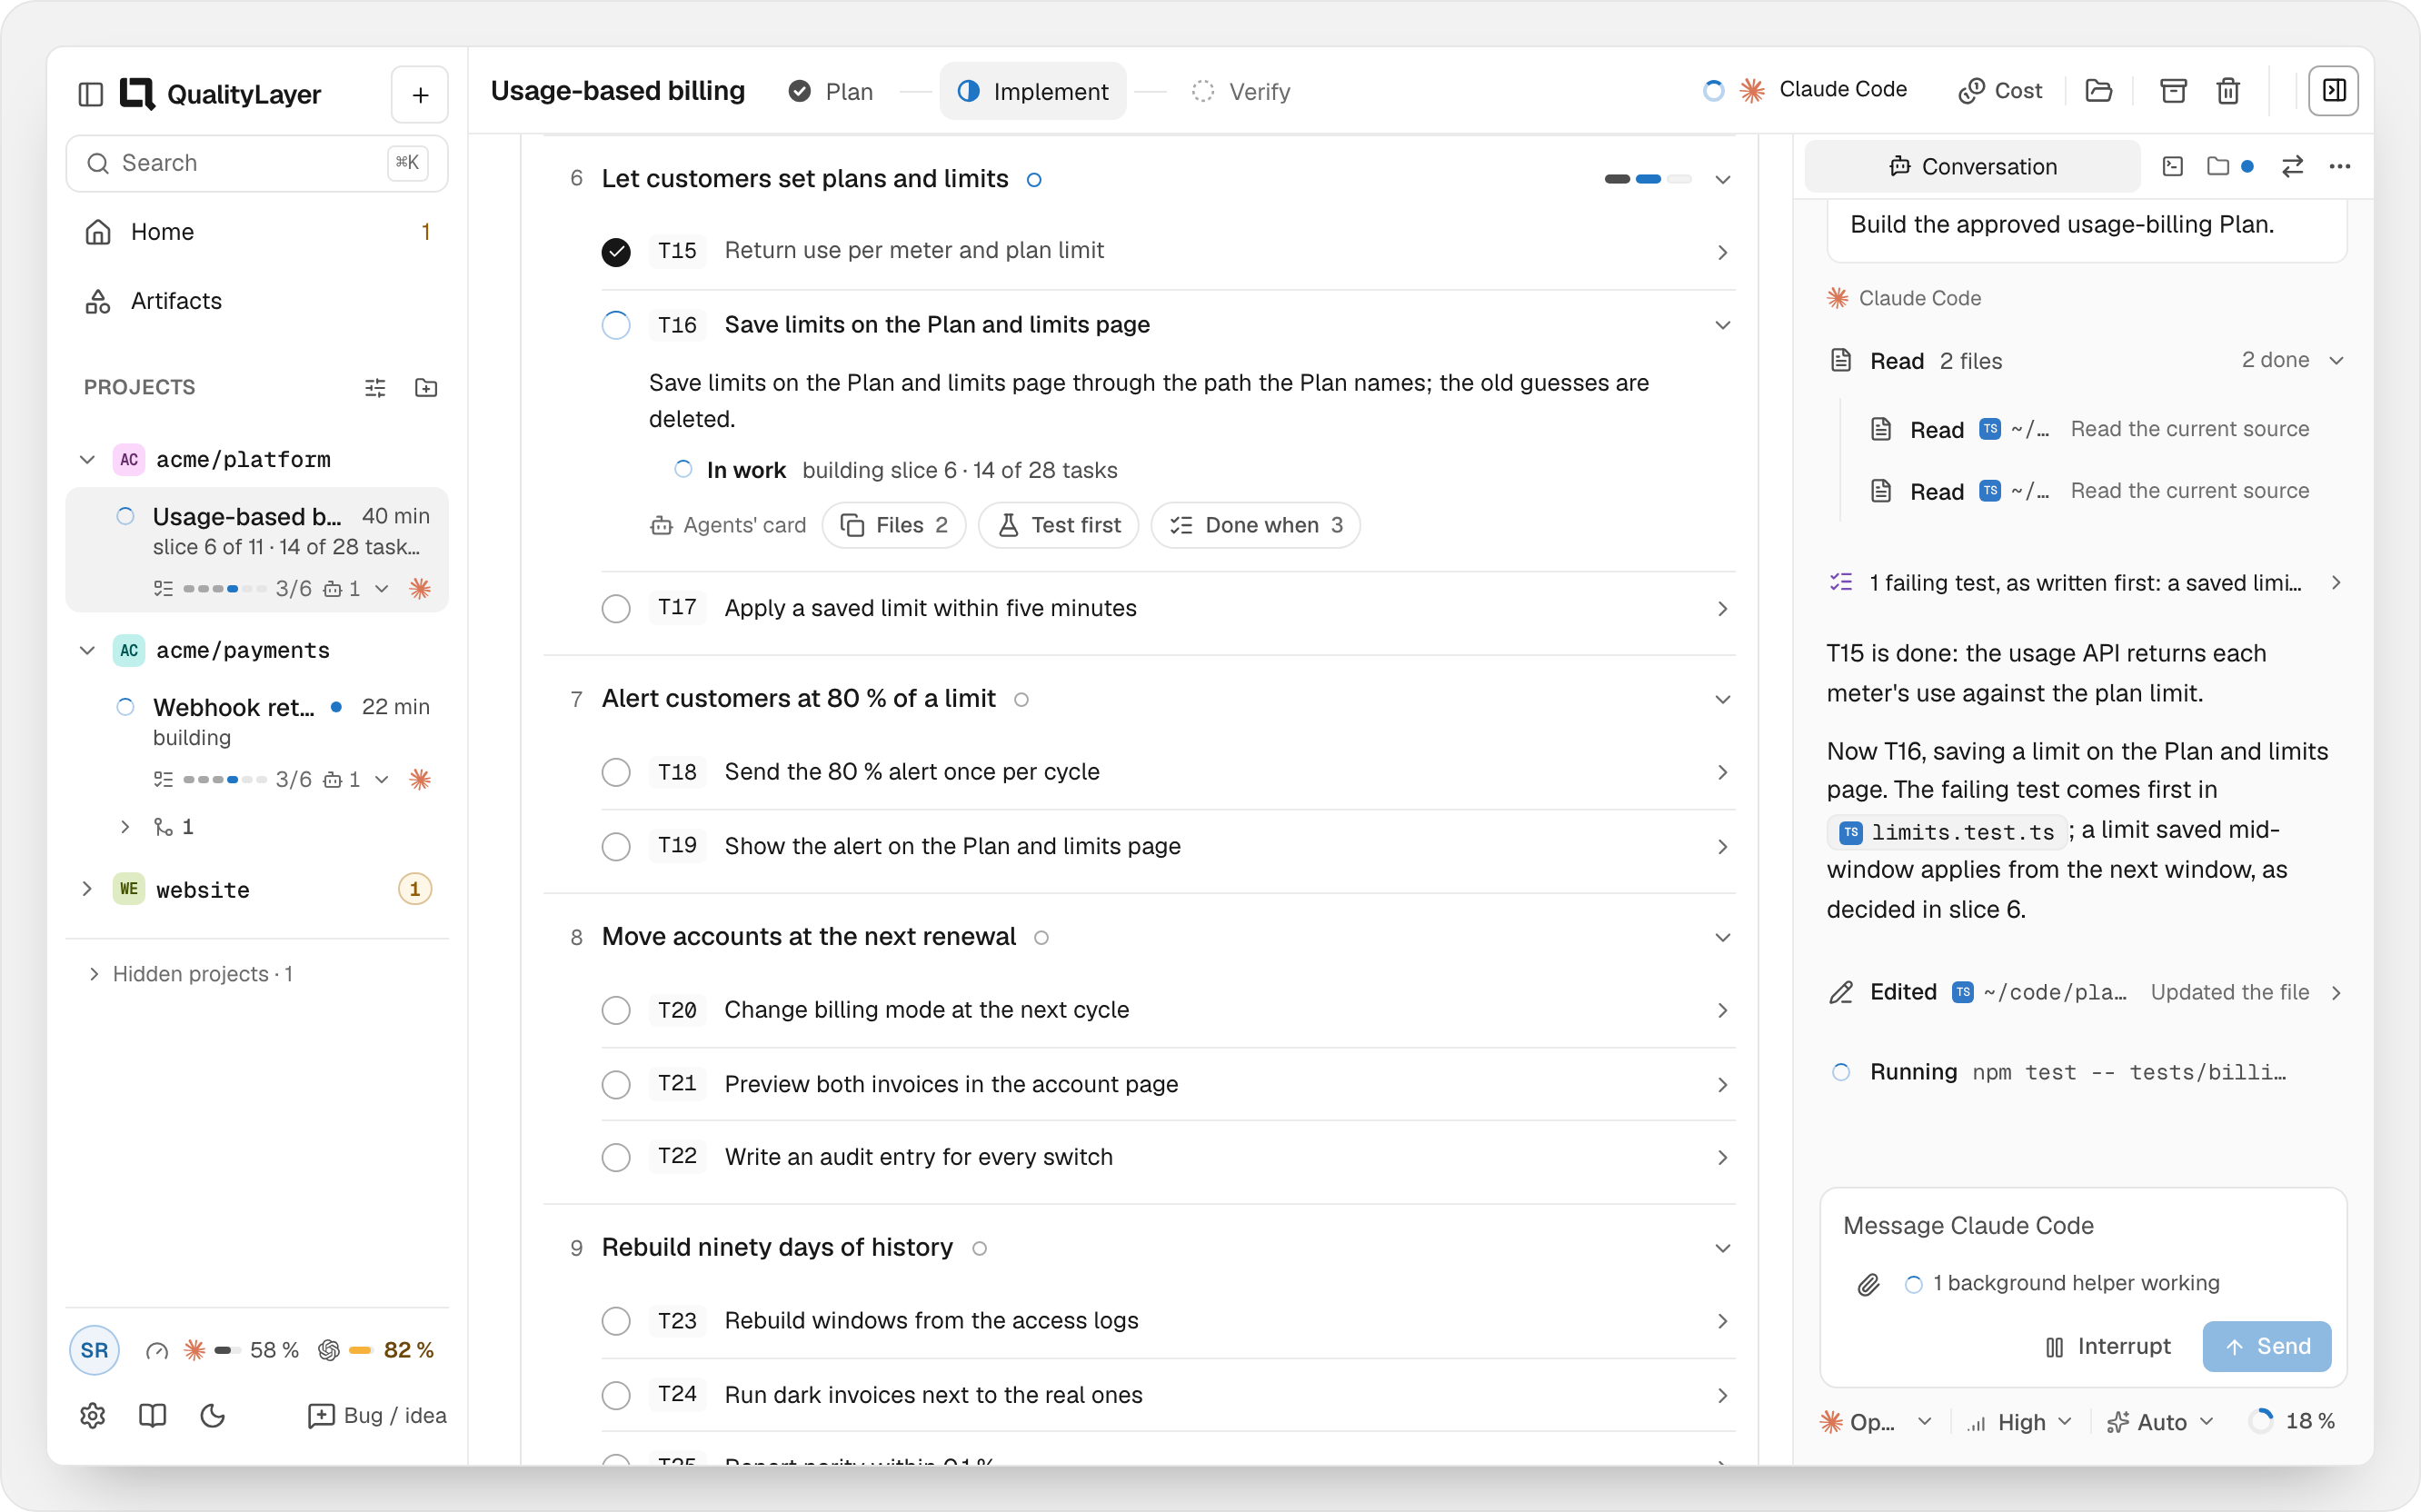 QualityLayer
Search ⌘K
Home 1
Artifacts
PROJECTS
AC acme/platform
Usage-based b... 40 min
slice 6 of 11 · 14 of 28 task...
3/6 1
AC acme/payments
Webhook ret... 22 min
building
3/6 1
1
WE website 1
Hidden projects · 1
SR 58 % 82 %
Bug / idea
Usage-based billing Plan Implement Verify
Claude Code Cost
6 Let customers set plans and limits
T15 Return use per meter and plan limit
T16 Save limits on the Plan and limits page
Save limits on the Plan and limits page through the path the Plan names; the old guesses are
deleted.
In work building slice 6 · 14 of 28 tasks
Agents' card Files 2 Test first Done when 3
T17 Apply a saved limit within five minutes
7 Alert customers at 80 % of a limit
T18 Send the 80 % alert once per cycle
T19 Show the alert on the Plan and limits page
8 Move accounts at the next renewal
T20 Change billing mode at the next cycle
T21 Preview both invoices in the account page
T22 Write an audit entry for every switch
9 Rebuild ninety days of history
T23 Rebuild windows from the access logs
T24 Run dark invoices next to the real ones
T25 Report parity within 0.1 %
Conversation
Build the approved usage-billing Plan.
Claude Code
Read 2 files 2 done
Read TS ~/... Read the current source
Read TS ~/... Read the current source
1 failing test, as written first: a saved limi...
T15 is done: the usage API returns each
meter's use against the plan limit.
Now T16, saving a limit on the Plan and limits
page. The failing test comes first in
TS limits.test.ts ; a limit saved mid-
window applies from the next window, as
decided in slice 6.
Edited TS ~/code/pla... Updated the file
Running npm test -- tests/billi...
Message Claude Code
1 background helper working
Interrupt Send
Op... High Auto 18 %